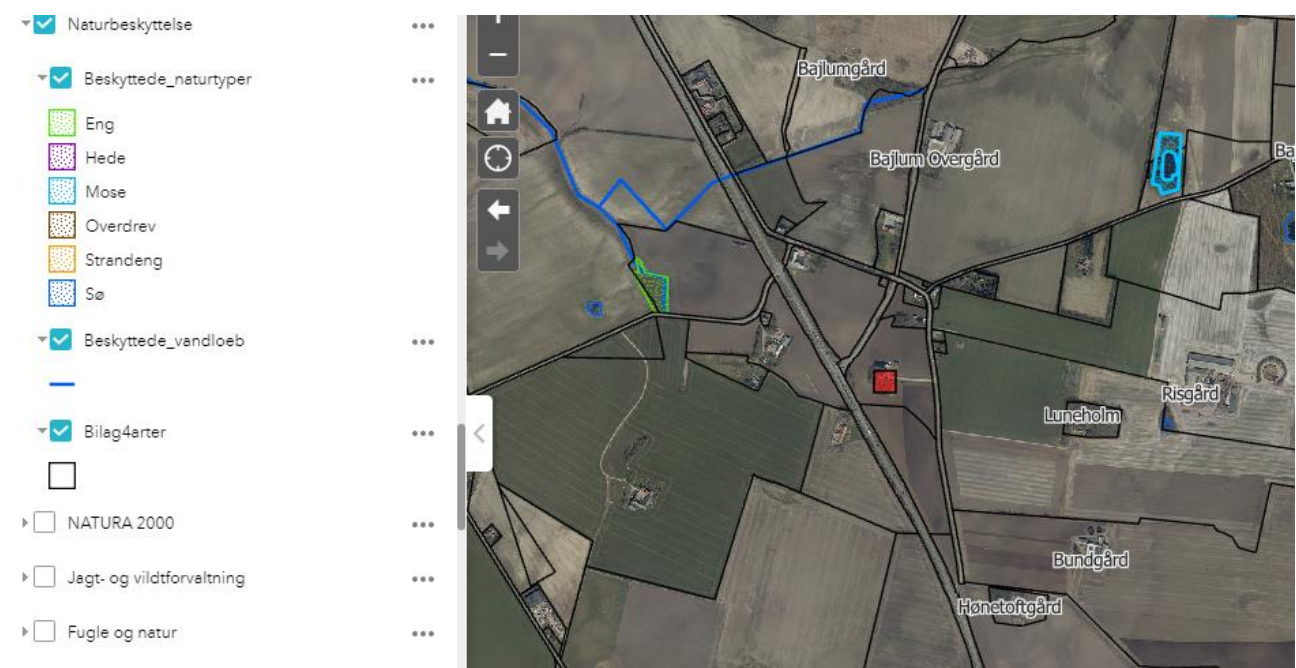 Naturbeskyttelse
Beskyttede_naturtyper
Eng
Hede
Mose
Overdrev
Strandeng
Sø
Beskyttede_vandloeb
Bilag4arter
NATURA 2000
Jagt- og vildtforvaltning
Fugle og natur
Bajlumgård
Bajlum Overgård
Ba
Risgård
Luneholm
Bundgård
Hønetoftgård